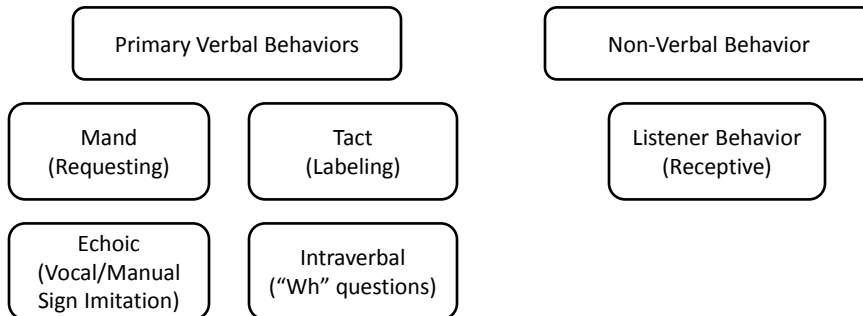 Primary Verbal Behaviors
Non-Verbal Behavior
Mand
(Requesting)
Tact
(Labeling)
Listener Behavior
(Receptive)
Echoic
(Vocal/Manual
Sign Imitation)
Intraverbal
(“Wh” questions)